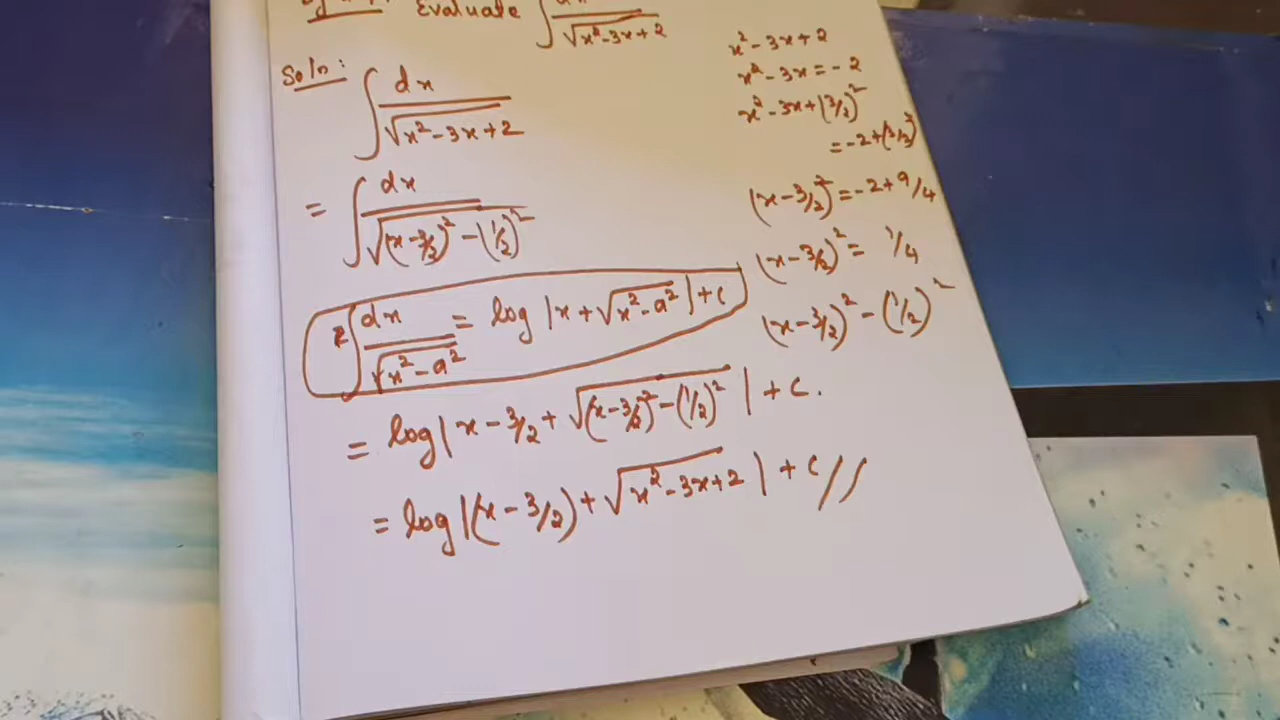 Evaluate ∫ dx/√(x²-3x+2)
Soln:
∫ dx/√(x²-3x+2)
= ∫ dx/√((x-3/2)² -(1/2)²)
∫ dx/√(x²-a²) = log |x+√(x²-a²)|+c
= log|x-3/2+√((x-3/2)²-(1/2)²)|+c.
= log|(x-3/2)+√(x²-3x+2)|+c//
x²-3x+2
x²-3x=-2
x²-3x+(3/2)²
=-2+(3/2)²
(x-3/2)²=-2+9/4
(x-3/2)²= 1/4
(x-3/2)²-(1/2)²